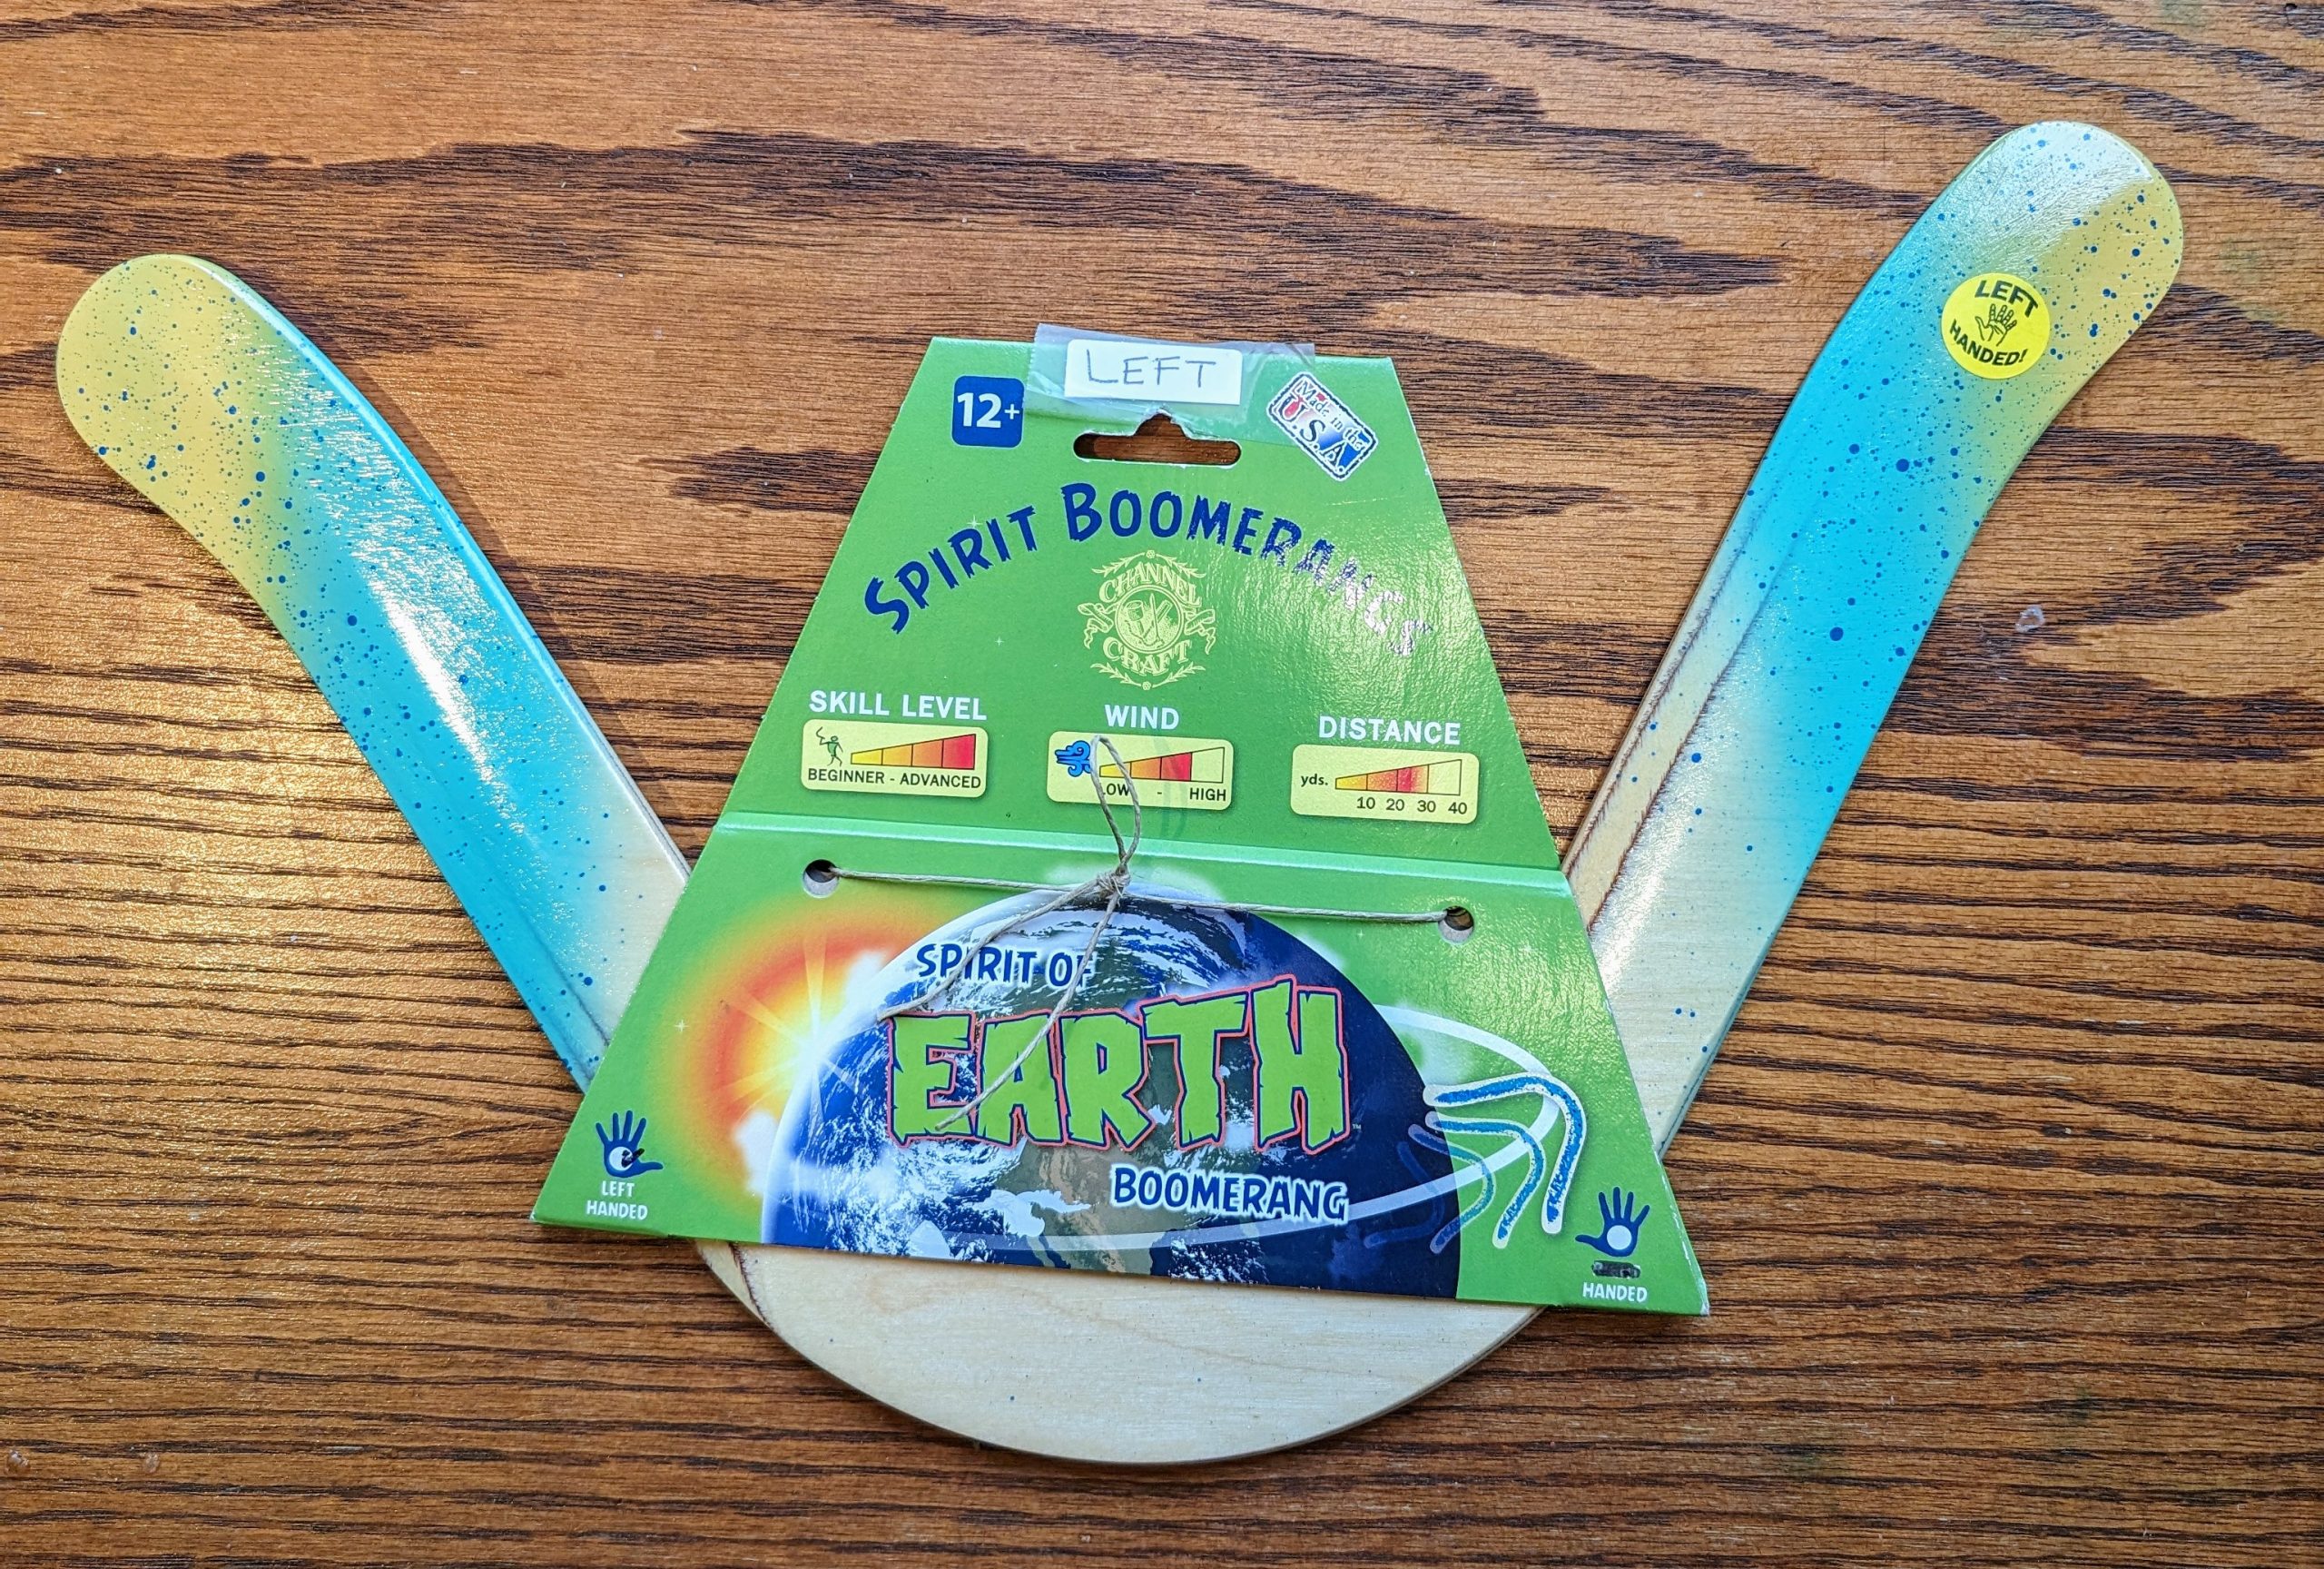 LEFT
12+
Made in the
U.S.A.
SPIRIT BOOMERANGS
CHANNEL
CRAFT
SKILL LEVEL
BEGINNER - ADVANCED
WIND
LOW - HIGH
DISTANCE
yds.
10 20 30 40
SPIRIT OF
EARTH
BOOMERANG
LEFT
HANDED
HANDED
LEFT
HANDED!